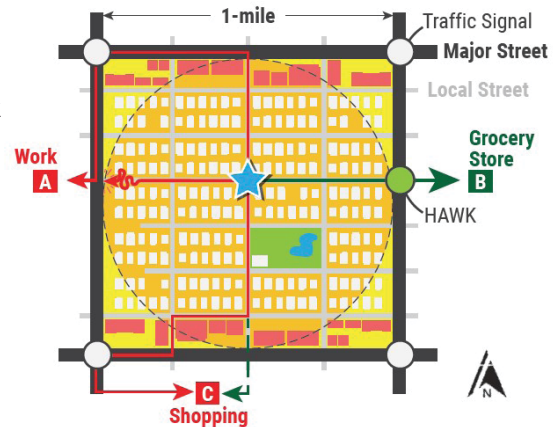 1-mile
Traffic Signal
Major Street
Local Street
Work
A
Grocery
Store
B
HAWK
C
Shopping
N